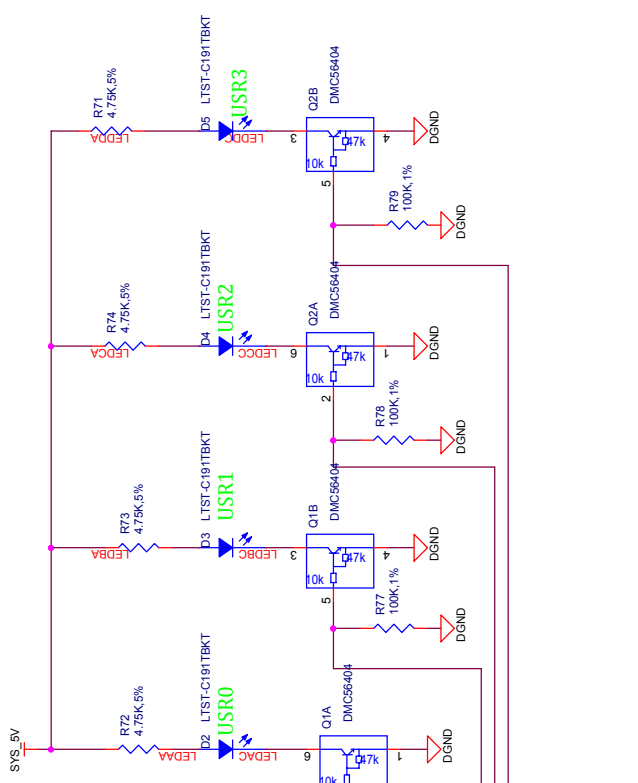 R71
4.75K,5%
LEDDA
D5
LTST-C191TBKT
USR3
LEDDC
3
Q2B
DMC56404
10k
47k
4
DGND
5
R79
100K,1%
DGND
R74
4.75K,5%
LEDCA
D4
LTST-C191TBKT
USR2
LEDCC
6
Q2A
DMC56404
10k
47k
1
DGND
2
R78
100K,1%
DGND
R73
4.75K,5%
LEDBA
D3
LTST-C191TBKT
USR1
LEDBC
3
Q1B
DMC56404
10k
47k
4
DGND
5
R77
100K,1%
DGND
SYS_5V
R72
4.75K,5%
LEDAA
D2
LTST-C191TBKT
USR0
LEDAC
6
Q1A
DMC56404
10k
47k
1
DGND